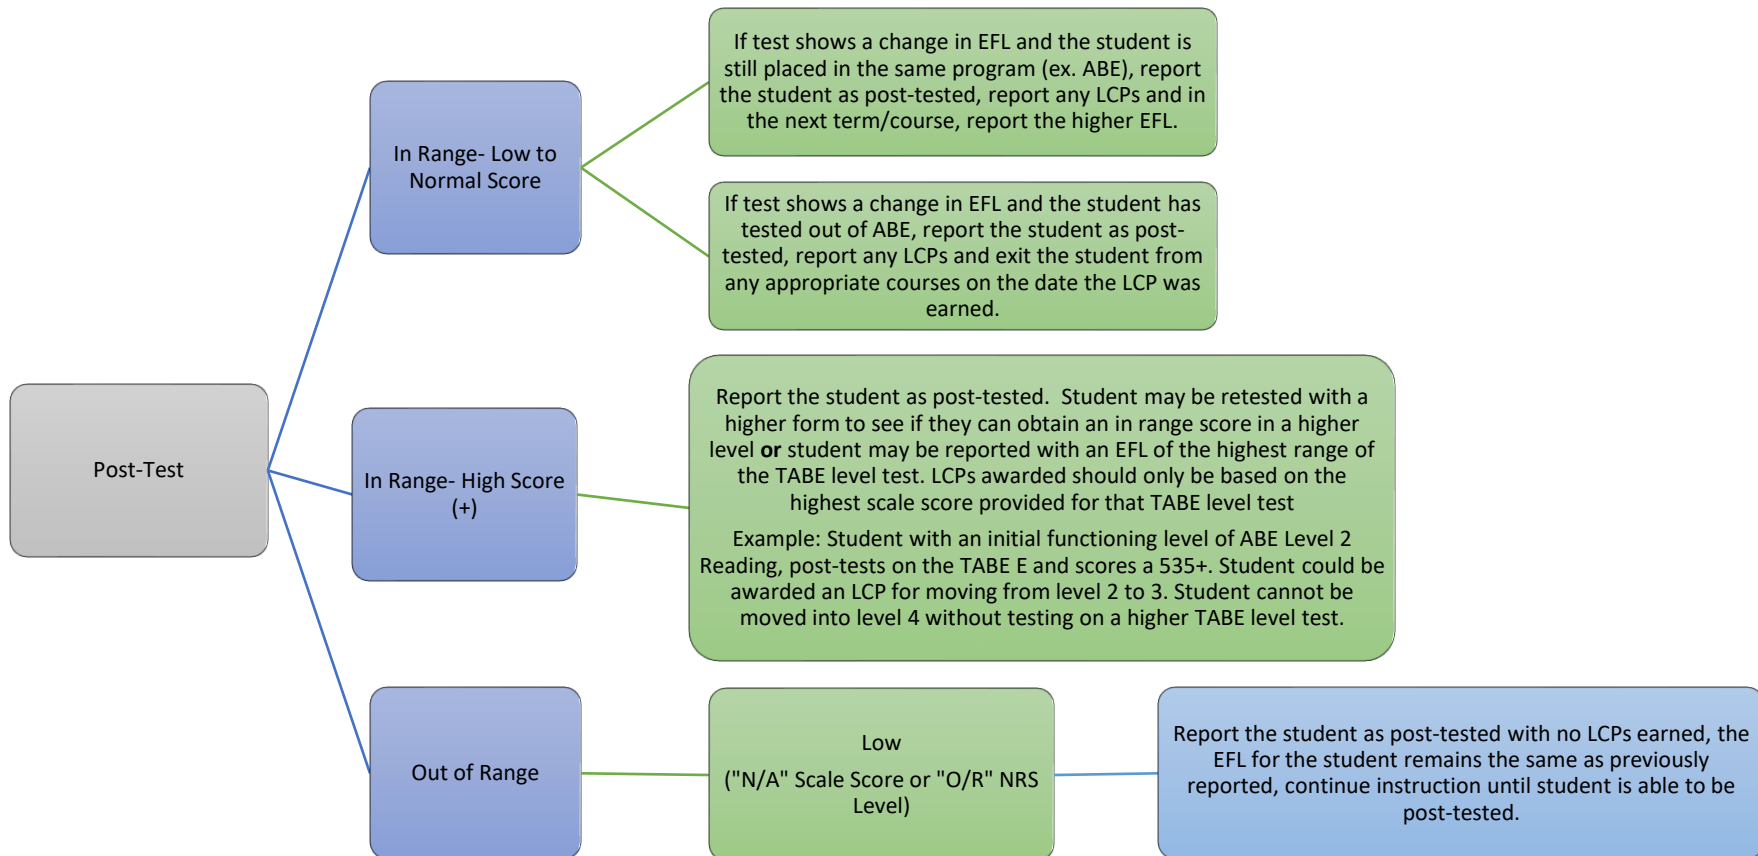 Post-Test
In Range- Low to
Normal Score
If test shows a change in EFL and the student is
still placed in the same program (ex. ABE), report
the student as post-tested, report any LCPs and in
the next term/course, report the higher EFL.
If test shows a change in EFL and the student has
tested out of ABE, report the student as post-
tested, report any LCPs and exit the student from
any appropriate courses on the date the LCP was
earned.
In Range- High Score
(+)
Report the student as post-tested.  Student may be retested with a
higher form to see if they can obtain an in range score in a higher
level or student may be reported with an EFL of the highest range of
the TABE level test. LCPs awarded should only be based on the
highest scale score provided for that TABE level test
Example: Student with an initial functioning level of ABE Level 2
Reading, post-tests on the TABE E and scores a 535+. Student could be
awarded an LCP for moving from level 2 to 3. Student cannot be
moved into level 4 without testing on a higher TABE level test.
Out of Range
Low
("N/A" Scale Score or "O/R" NRS
Level)
Report the student as post-tested with no LCPs earned, the
EFL for the student remains the same as previously
reported, continue instruction until student is able to be
post-tested.